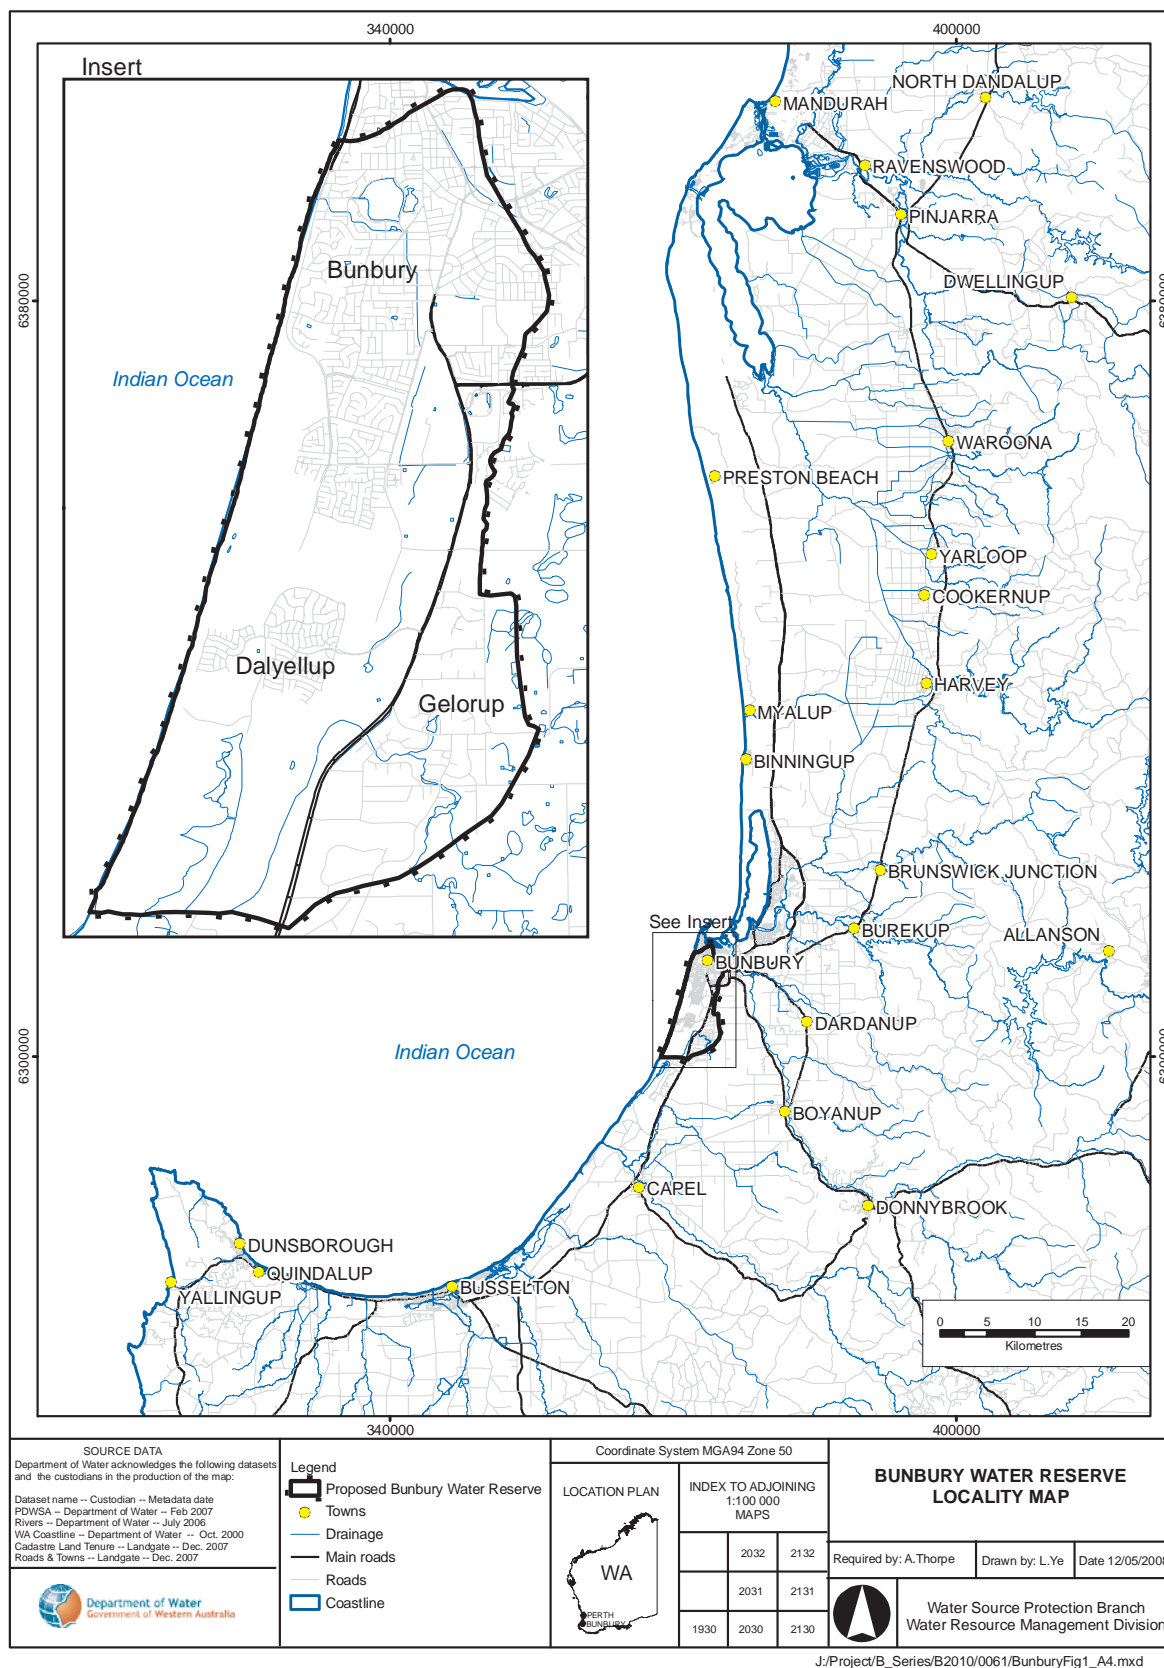 340000
400000
Insert
NORTH DANDALUP
MANDURAH
RAVENSWOOD
PINJARRA
Bunbury
DWELLINGUP
6380000
6380000
Indian Ocean
WAROONA
PRESTON BEACH
YARLOOP
COOKERNUP
Dalyellup
HARVEY
Gelorup
MYALUP
BINNINGUP
BRUNSWICK JUNCTION
See Insert
BUREKUP
ALLANSON
BUNBURY
DARDANUP
6300000
Indian Ocean
6300000
BOYANUP
CAPEL
DONNYBROOK
DUNSBOROUGH
QUINDALUP
YALLINGUP
BUSSELTON
0 5 10 15 20
Kilometres
340000
400000
SOURCE DATA
Department of Water acknowledges the following datasets
and the custodians in the production of the map:
Dataset name -- Custodian -- Metadata date
PDWSA -- Department of Water -- Feb 2007
Rivers -- Department of Water -- July 2006
WA Coastline -- Department of Water -- Oct. 2000
Cadastre Land Tenure -- Landgate -- Dec. 2007
Roads & Towns -- Landgate -- Dec. 2007
Department of Water
Government of Western Australia
Legend
Proposed Bunbury Water Reserve
Towns
Drainage
Main roads
Roads
Coastline
Coordinate System MGA94 Zone 50
LOCATION PLAN
WA
PERTH
BUNBURY
INDEX TO ADJOINING
1:100 000
MAPS
2032 2132
2031 2131
1930 2030 2130
BUNBURY WATER RESERVE
LOCALITY MAP
Required by: A.Thorpe
Drawn by: L.Ye
Date 12/05/2008
Water Source Protection Branch
Water Resource Management Division
J:/Project/B_Series/B2010/0061/BunburyFig1_A4.mxd